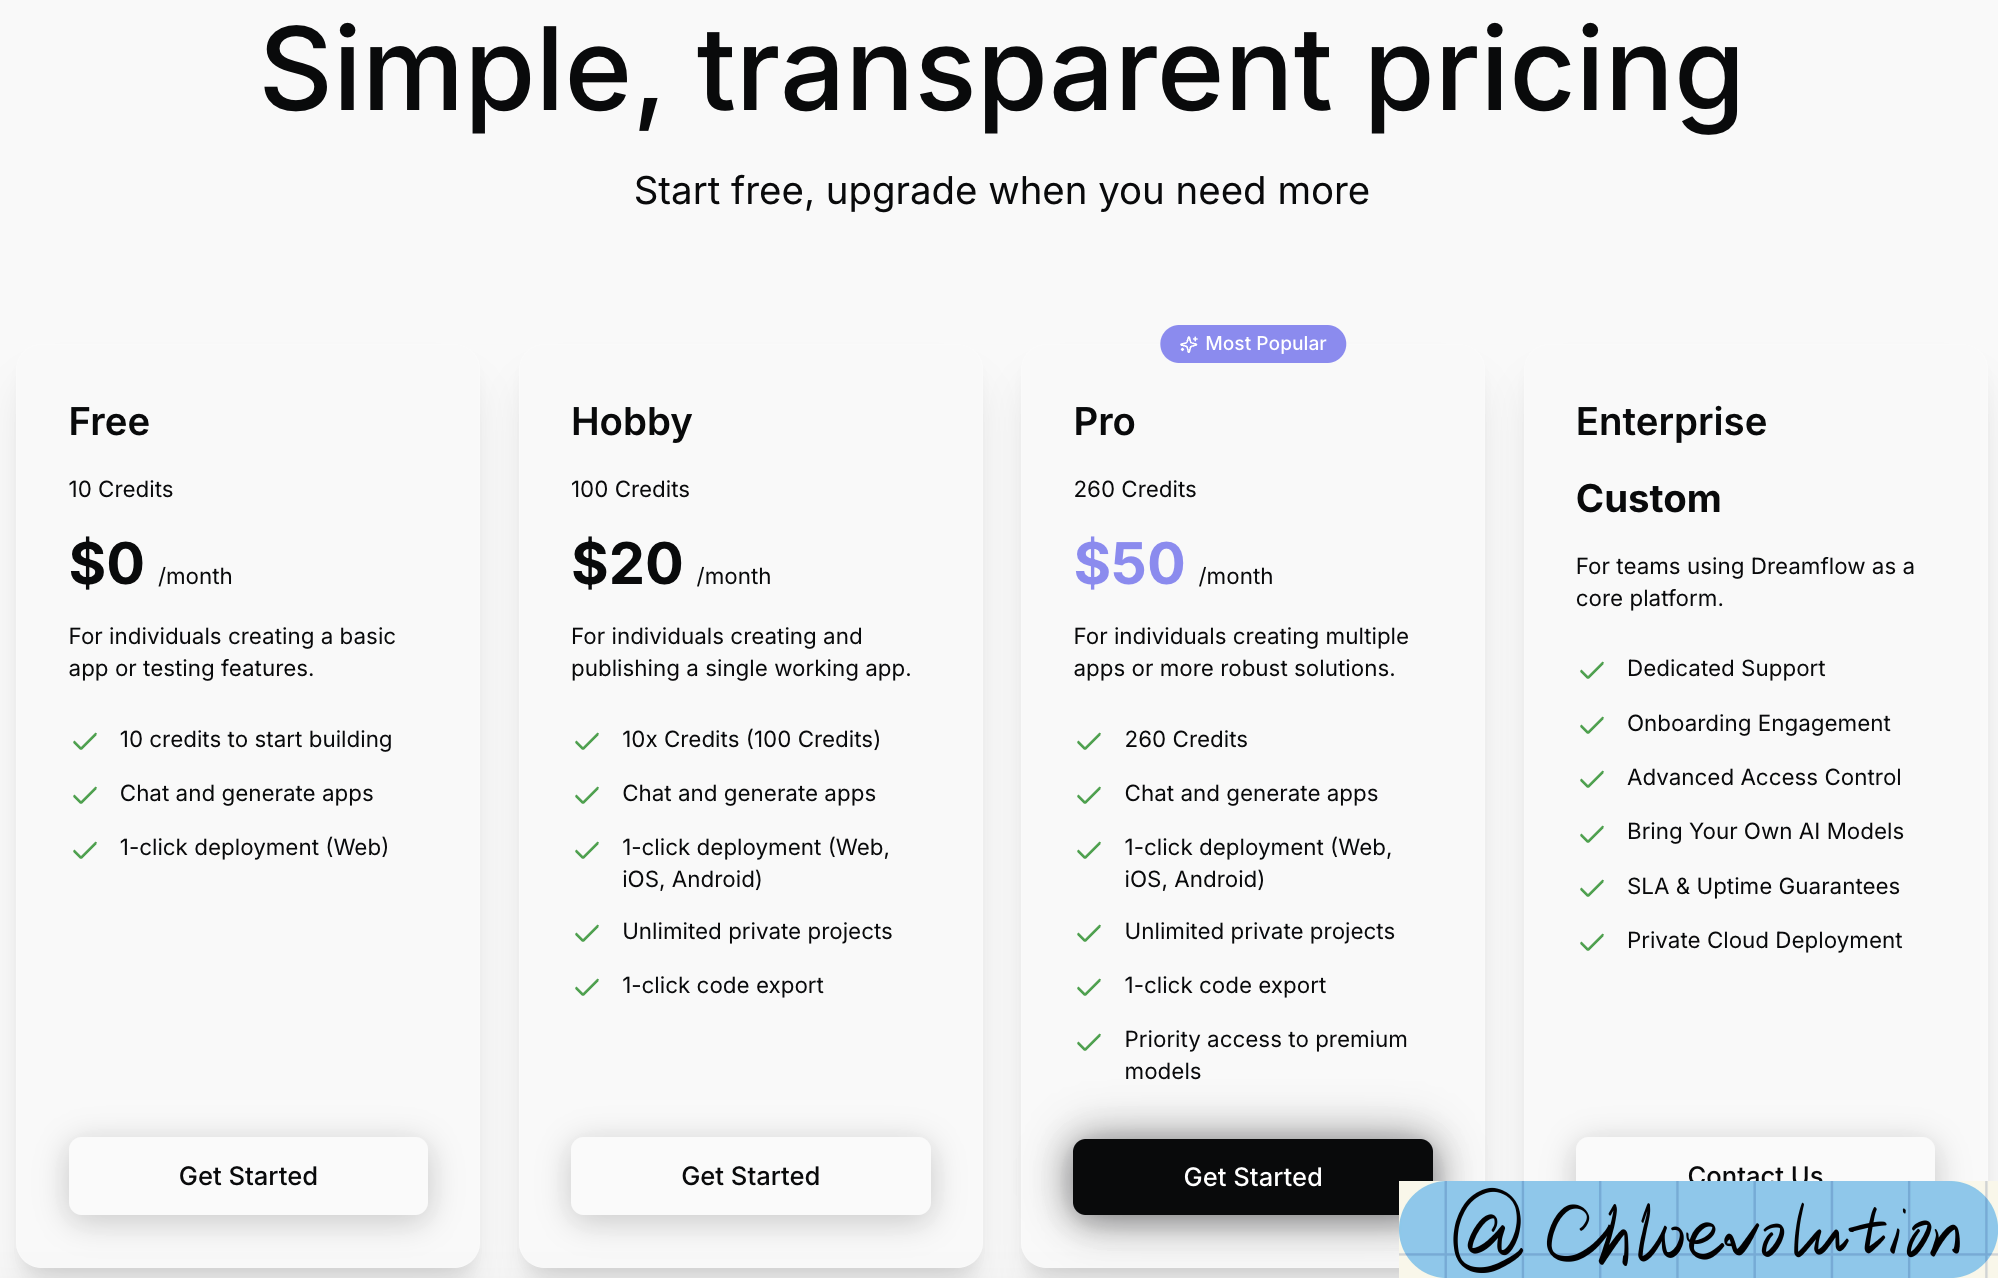 Simple, transparent pricing
Start free, upgrade when you need more
Free
10 Credits
$0 /month
For individuals creating a basic
app or testing features.
10 credits to start building
Chat and generate apps
1-click deployment (Web)
Get Started
Hobby
100 Credits
$20 /month
For individuals creating and
publishing a single working app.
10x Credits (100 Credits)
Chat and generate apps
1-click deployment (Web,
iOS, Android)
Unlimited private projects
1-click code export
Get Started
Most Popular
Pro
260 Credits
$50 /month
For individuals creating multiple
apps or more robust solutions.
260 Credits
Chat and generate apps
1-click deployment (Web,
iOS, Android)
Unlimited private projects
1-click code export
Priority access to premium
models
Get Started
Enterprise
Custom
For teams using Dreamflow as a
core platform.
Dedicated Support
Onboarding Engagement
Advanced Access Control
Bring Your Own AI Models
SLA & Uptime Guarantees
Private Cloud Deployment
Contact Us
@Chloevolution